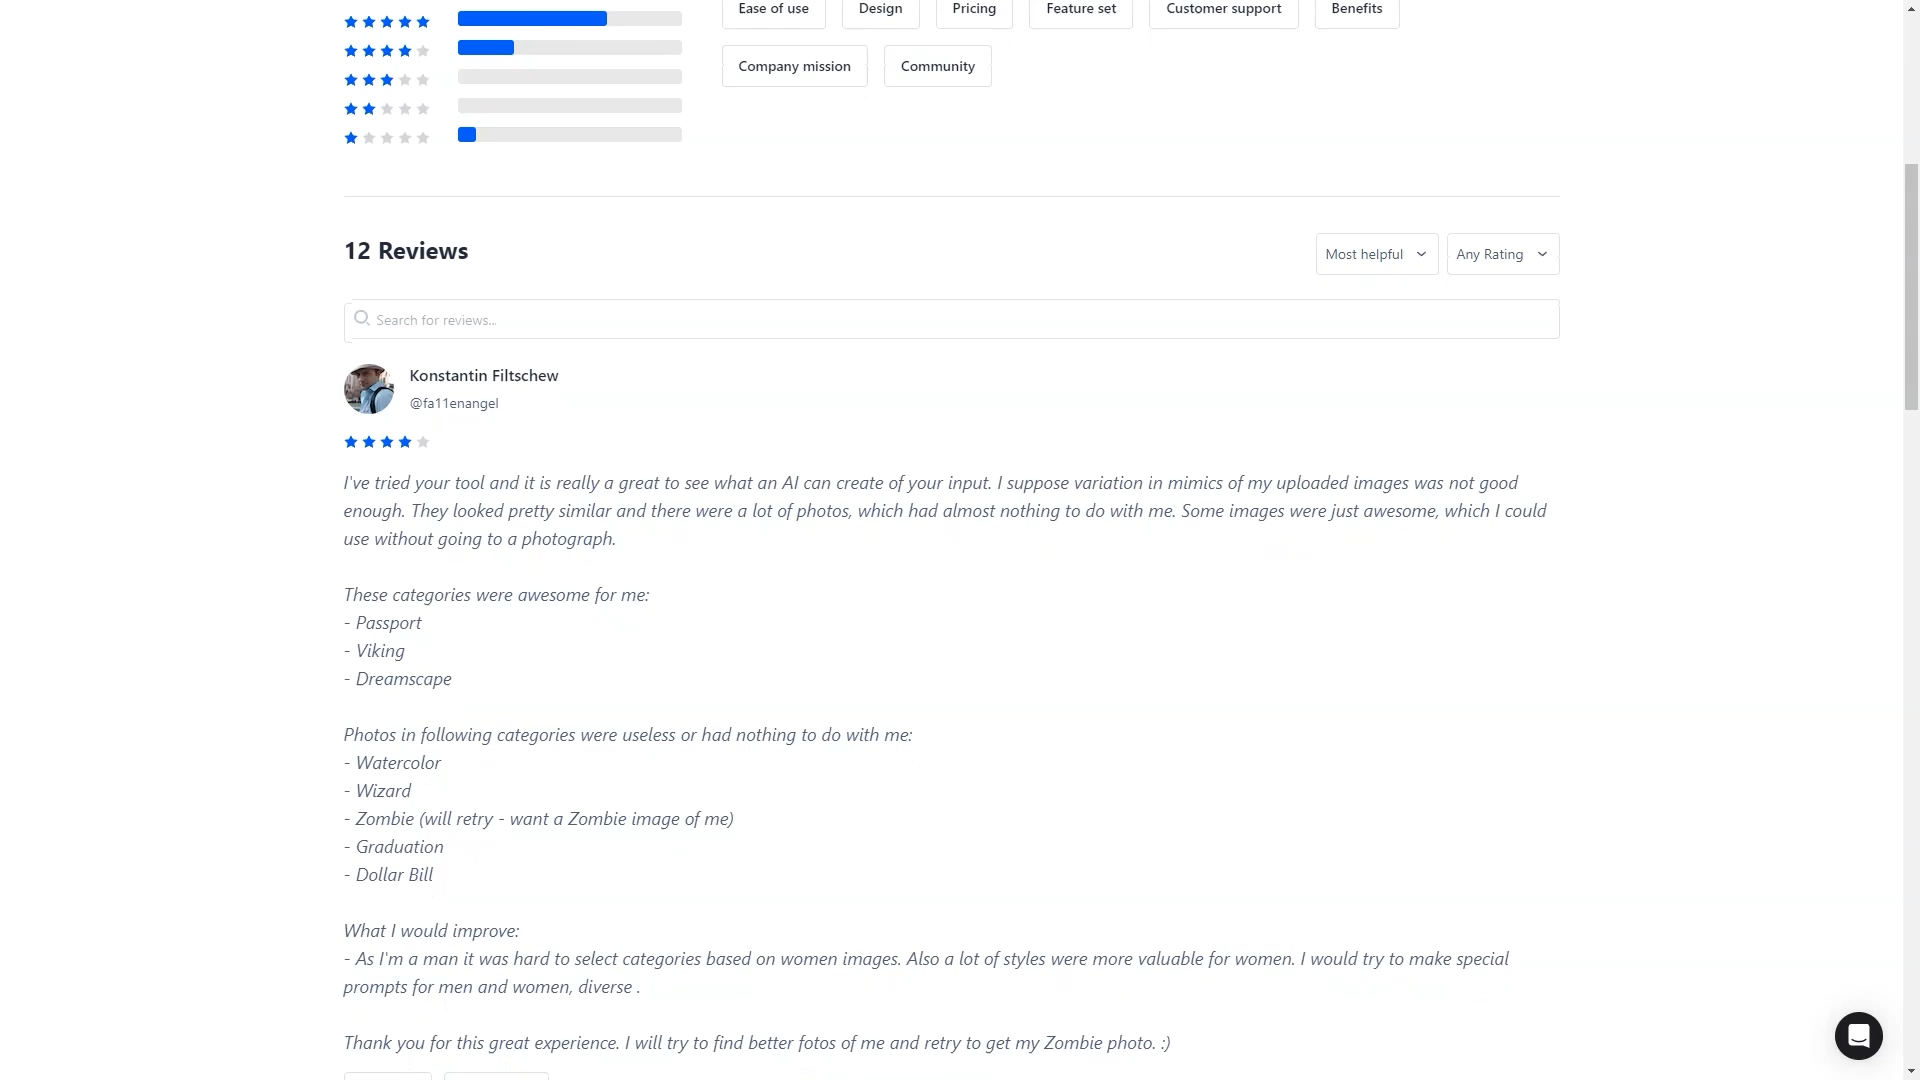 Ease of use
Design
Pricing
Feature set
Customer support
Benefits
Company mission
Community
12 Reviews
Most helpful
Any Rating
Search for reviews...
Konstantin Filtschew
@fa11enangel
I've tried your tool and it is really a great to see what an AI can create of your input. I suppose variation in mimics of my uploaded images was not good
enough. They looked pretty similar and there were a lot of photos, which had almost nothing to do with me. Some images were just awesome, which I could
use without going to a photograph.
These categories were awesome for me:
- Passport
- Viking
- Dreamscape
Photos in following categories were useless or had nothing to do with me:
- Watercolor
- Wizard
- Zombie (will retry - want a Zombie image of me)
- Graduation
- Dollar Bill
What I would improve:
- As I'm a man it was hard to select categories based on women images. Also a lot of styles were more valuable for women. I would try to make special
prompts for men and women, diverse .
Thank you for this great experience. I will try to find better fotos of me and retry to get my Zombie photo. :)